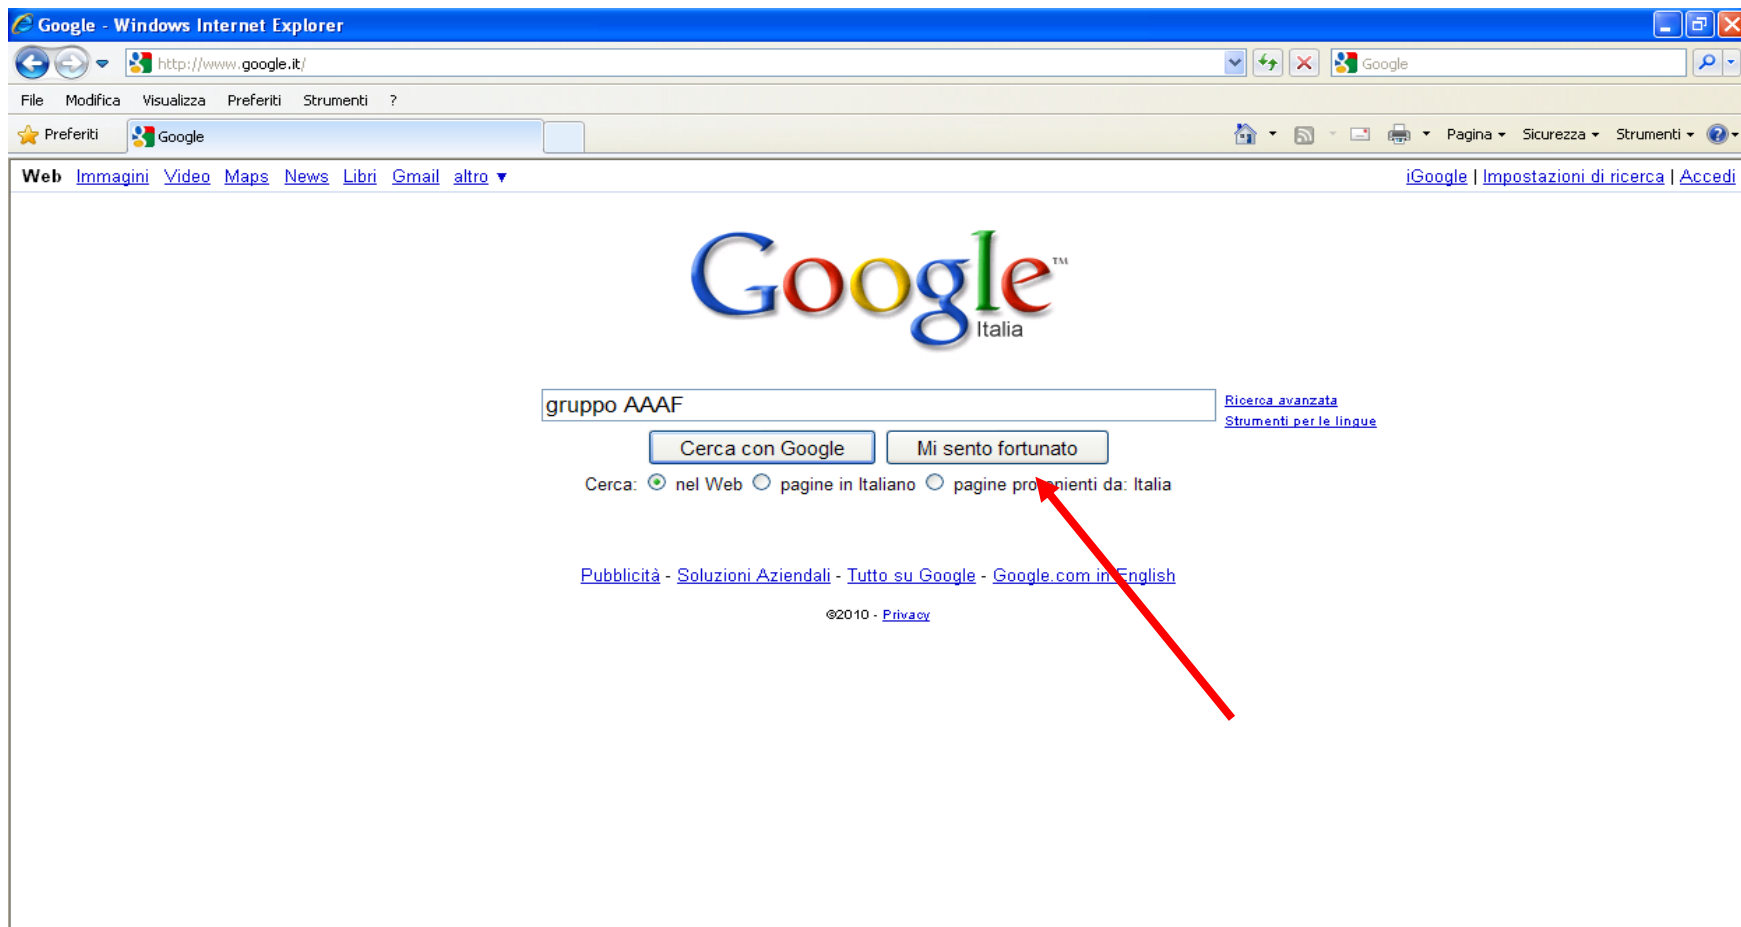 Google - Windows Internet Explorer
http://www.google.it/
Google
File Modifica Visualizza Preferiti Strumenti ?
Preferiti Google Pagina Sicurezza Strumenti
Web Immagini Video Maps News Libri Gmail altro ▼ iGoogle | Impostazioni di ricerca | Accedi
Google™
Italia
gruppo AAAF
Ricerca avanzata
Strumenti per le lingue
Cerca con Google Mi sento fortunato
Cerca: nel Web pagine in Italiano pagine provenienti da: Italia
Pubblicità - Soluzioni Aziendali - Tutto su Google - Google.com in English
©2010 - Privacy